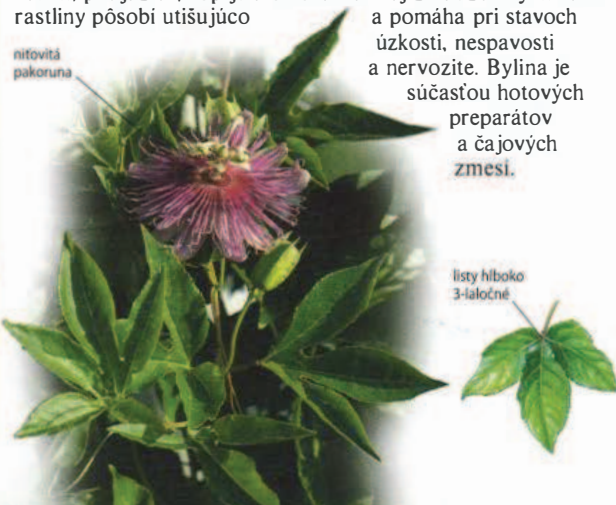 rastliny pôsobí utišujúco
a pomáha pri stavoch
úzkosti, nespavosti
a nervozite. Bylina je
súčasťou hotových
preparátov
a čajových
zmesí.
niťovitá
pakoruna
listy hlboko
3-laločné